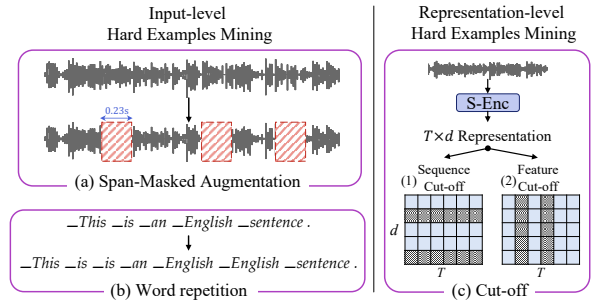 Input-level
Hard Examples Mining
0.23s
(a) Span-Masked Augmentation
_This _is _an _English _sentence .
_This _is _is _an _English _English _sentence .
(b) Word repetition
Representation-level
Hard Examples Mining
S-Enc
T×d Representation
(1) Sequence Cut-off
(2) Feature Cut-off
d
T
T
(c) Cut-off